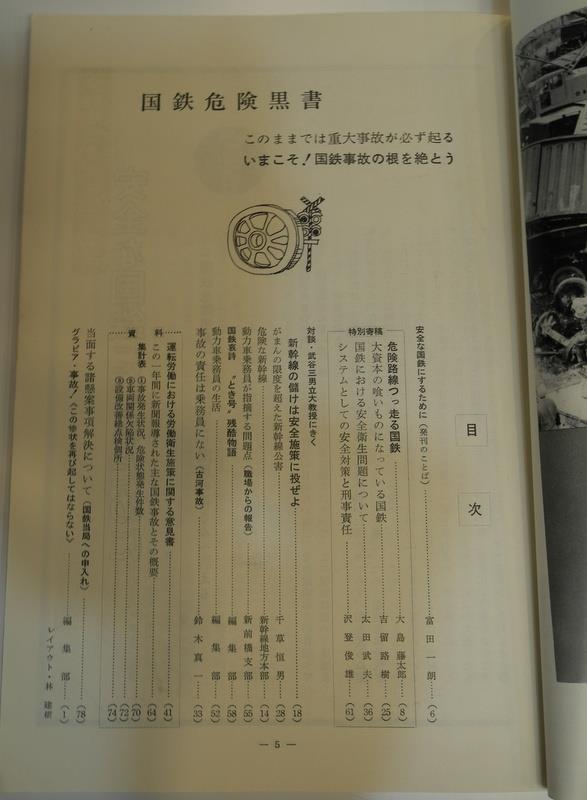 国鉄危険黒書
このままでは重大事故が必ず起る
いまこそ！国鉄事故の根を絶とう
目次
安全な国鉄にするために（発刊のことば）……富田一朗…（6）
特別寄稿
危険路線つっ走る国鉄……大島藤太郎…（8）
大資本の喰いものになっている国鉄……吉留路樹…（25）
国鉄における安全衛生問題について……太田武夫…（36）
システムとしての安全対策と刑事責任……沢登俊雄…（61）
対談・武谷三男立大教授にきく
新幹線の儲けは安全施策に投ぜよ……（18）
がまんの限度を超えた新幹線公害……千草恒男…（28）
危険な新幹線……新幹線地方本部…（14）
動力車乗務員が指摘する問題点（職場からの報告）……新前橋支部…（55）
国鉄哀詩 “とき号”残酷物語……編集部…（58）
動力車乗務員の生活……編集部…（52）
事故の責任は乗務員にない（古河事故）……鈴木真一…（33）
資料
運転労働における労働衛生施策に関する意見書……（41）
この一年間に新聞報導された主な国鉄事故とその概要……（64）
集計表 ①事故発生状況、危険状態発生件数……（70）
②車両関係欠陥状況……（72）
③設備改善総点検個所……（74）
当面する諸懸案事項解決について（国鉄当局への申入れ）……（78）
グラビア・事故！（この惨状を再び起してはならない）……編集部…（1）
レイアウト・林 建樹
— 5 —